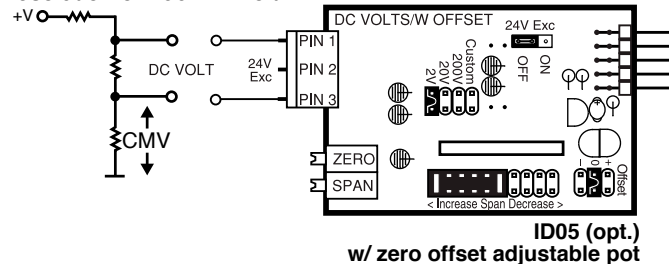 +V
DC VOLTS/W OFFSET
24V Exc
PIN 1
DC VOLT
24V
Exc
PIN 2
PIN 3
Custom
200V
20V
2V
OFF
ON
CMV
ZERO
SPAN
− 0 +
Offset
< Increase Span Decrease >
ID05 (opt.)
w/ zero offset adjustable pot